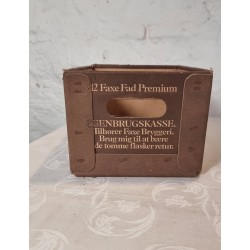 12 Faxe Fad Premium
GENBRUGSKASSE.
Tilhører Faxe Bryggeri.
Brug mig til at bære
de tomme flasker retur.